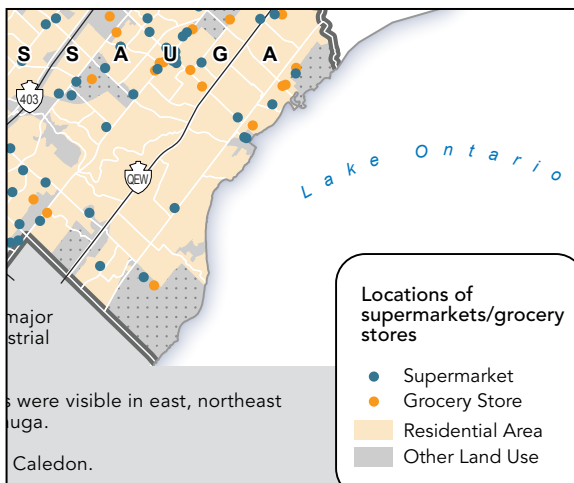 SSAUGA
403
QEW
Lake Ontario
major
strial
s were visible in east, northeast
uga.
Caledon.
Locations of
supermarkets/grocery
stores
Supermarket
Grocery Store
Residential Area
Other Land Use